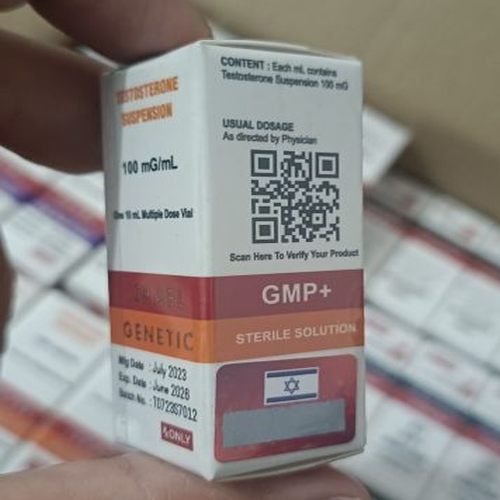 TESTOSTERONE
SUSPENSION
100 mG/mL
10 mL Multiple Dose Vial
GENETIC
Mfg Date : July 2023
Exp. Date : June 2026
Batch No. : T072357012
℞ ONLY
CONTENT : Each mL contains
Testosterone Suspension 100 mG
USUAL DOSAGE
As directed by Physician
Scan Here To Verify Your Product
GMP+
STERILE SOLUTION